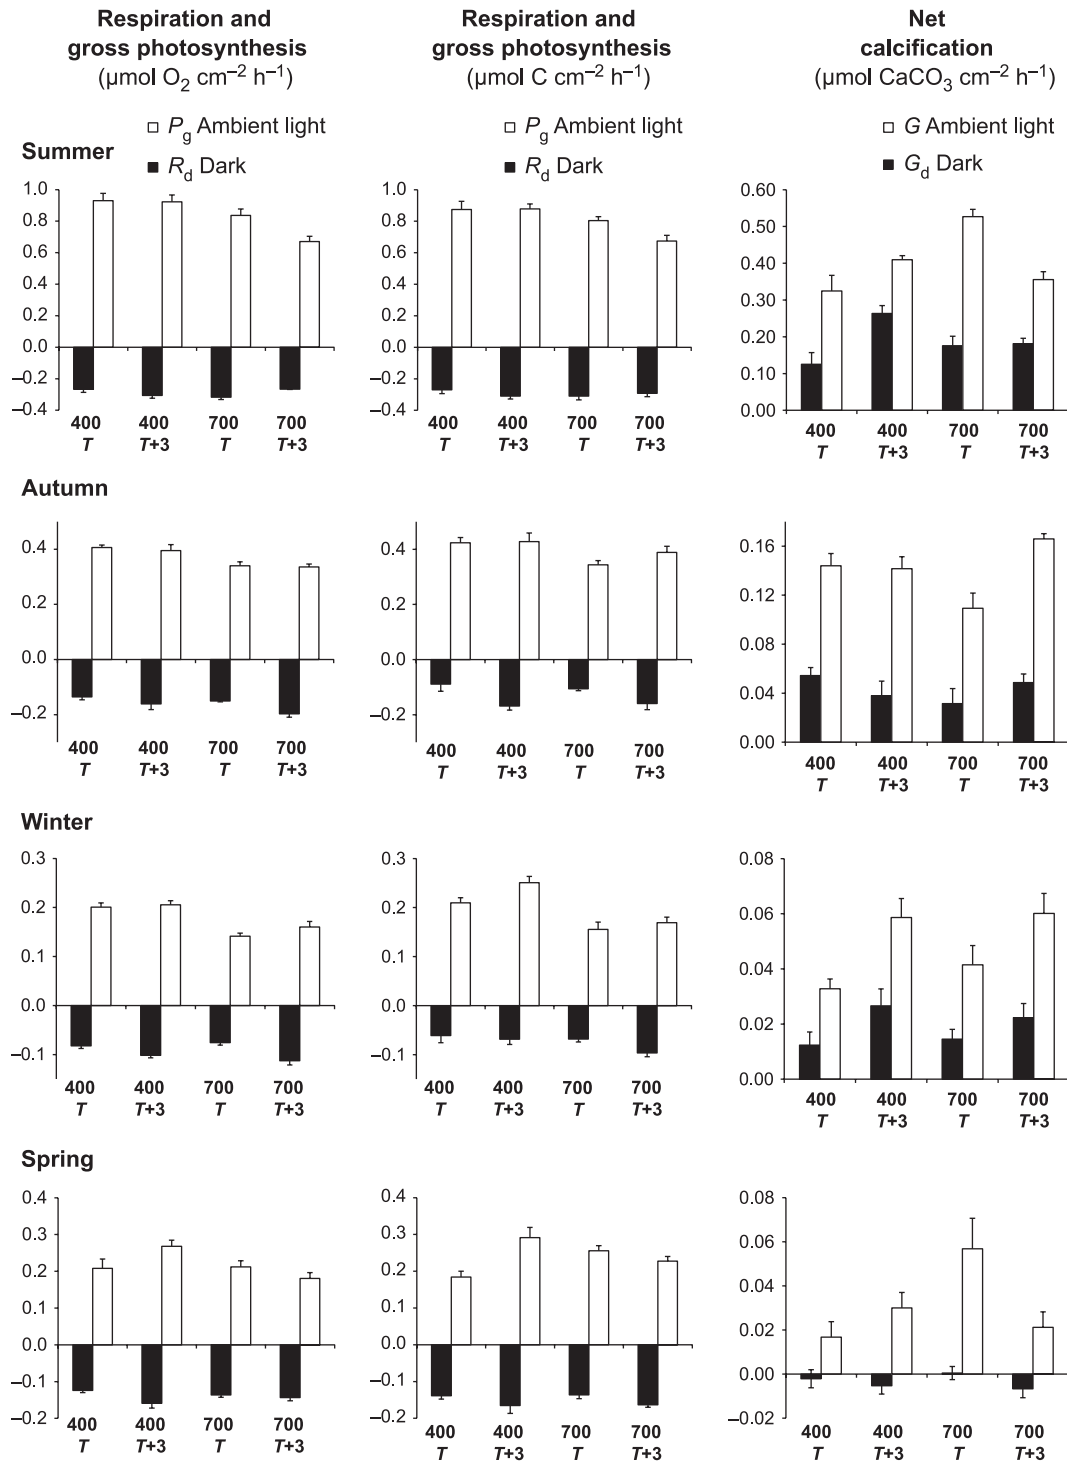 Respiration and
gross photosynthesis
(µmol O2 cm–2 h–1)
Pg Ambient light
Rd Dark
Respiration and
gross photosynthesis
(µmol C cm–2 h–1)
Pg Ambient light
Rd Dark
Net
calcification
(µmol CaCO3 cm–2 h–1)
G Ambient light
Gd Dark
Summer
1.0
0.8
0.6
0.4
0.2
0.0
–0.2
–0.4
400 400 700 700
T T+3 T T+3
1.0
0.8
0.6
0.4
0.2
0.0
–0.2
–0.4
400 400 700 700
T T+3 T T+3
0.60
0.50
0.40
0.30
0.20
0.10
0.00
400 400 700 700
T T+3 T T+3
Autumn
0.4
0.2
0.0
–0.2
400 400 700 700
T T+3 T T+3
0.4
0.2
0.0
–0.2
400 400 700 700
T T+3 T T+3
0.16
0.12
0.08
0.04
0.00
400 400 700 700
T T+3 T T+3
Winter
0.3
0.2
0.1
0.0
–0.1
400 400 700 700
T T+3 T T+3
0.3
0.2
0.1
0.0
–0.1
400 400 700 700
T T+3 T T+3
0.08
0.06
0.04
0.02
0.00
400 400 700 700
T T+3 T T+3
Spring
0.4
0.3
0.2
0.1
0.0
–0.1
–0.2
400 400 700 700
T T+3 T T+3
0.4
0.3
0.2
0.1
0.0
–0.1
–0.2
400 400 700 700
T T+3 T T+3
0.08
0.06
0.04
0.02
0.00
–0.02
400 400 700 700
T T+3 T T+3